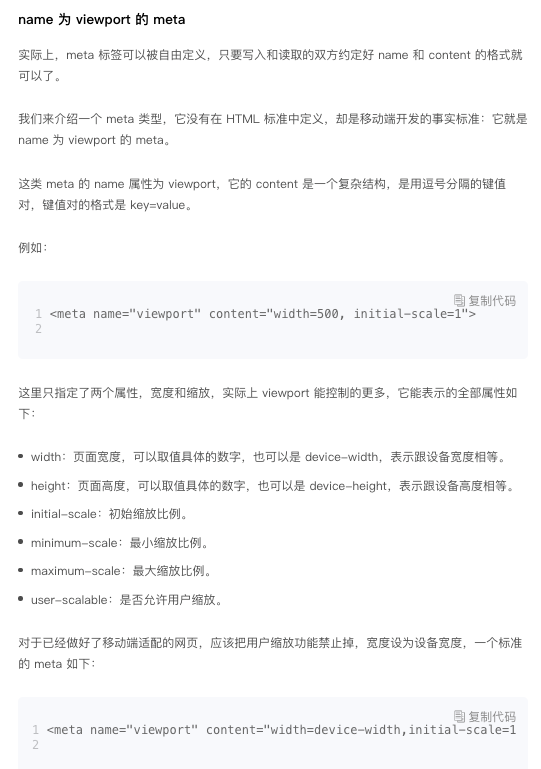 name 为 viewport 的 meta
实际上，meta 标签可以被自由定义，只要写入和读取的双方约定好 name 和 content 的格式就
可以了。
我们来介绍一个 meta 类型，它没有在 HTML 标准中定义，却是移动端开发的事实标准：它就是
name 为 viewport 的 meta。
这类 meta 的 name 属性为 viewport，它的 content 是一个复杂结构，是用逗号分隔的键值
对，键值对的格式是 key=value。
例如：
复制代码
1 <meta name="viewport" content="width=500, initial-scale=1">
2
这里只指定了两个属性，宽度和缩放，实际上 viewport 能控制的更多，它能表示的全部属性如
下：
• width：页面宽度，可以取值具体的数字，也可以是 device-width，表示跟设备宽度相等。
• height：页面高度，可以取值具体的数字，也可以是 device-height，表示跟设备高度相等。
• initial-scale：初始缩放比例。
• minimum-scale：最小缩放比例。
• maximum-scale：最大缩放比例。
• user-scalable：是否允许用户缩放。
对于已经做好了移动端适配的网页，应该把用户缩放功能禁止掉，宽度设为设备宽度，一个标准
的 meta 如下：
复制代码
1 <meta name="viewport" content="width=device-width,initial-scale=1
2